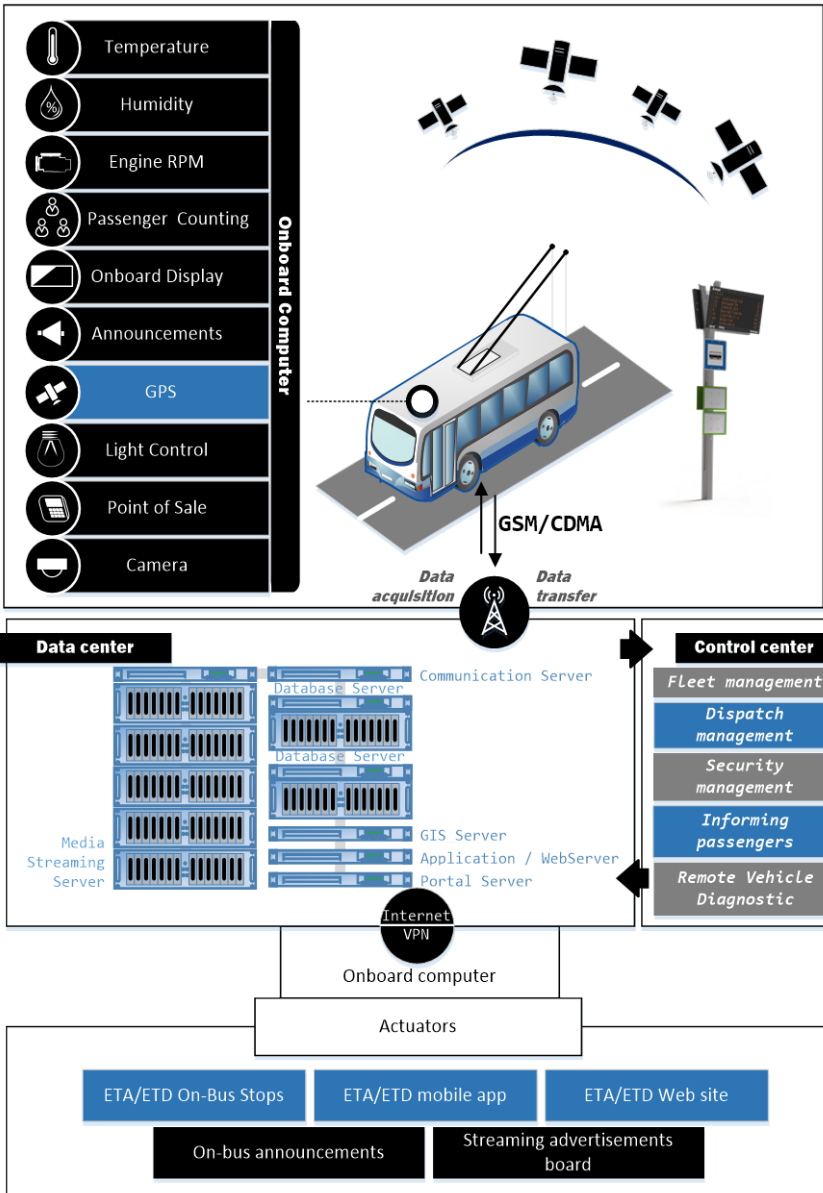 Temperature
%
Humidity
Engine RPM
Passenger Counting
Onboard Display
Announcements
GPS
Light Control
Point of Sale
Camera
Onboard Computer
GSM/CDMA
Data
acquisition
Data
transfer
Data center
Communication Server
Database Server
Database Server
Media
Streaming
Server
GIS Server
Application / WebServer
Portal Server
Control center
Fleet management
Dispatch
management
Security
management
Informing
passengers
Remote Vehicle
Diagnostic
Internet
VPN
Onboard computer
Actuators
ETA/ETD On-Bus Stops
ETA/ETD mobile app
ETA/ETD Web site
On-bus announcements
Streaming advertisements
board